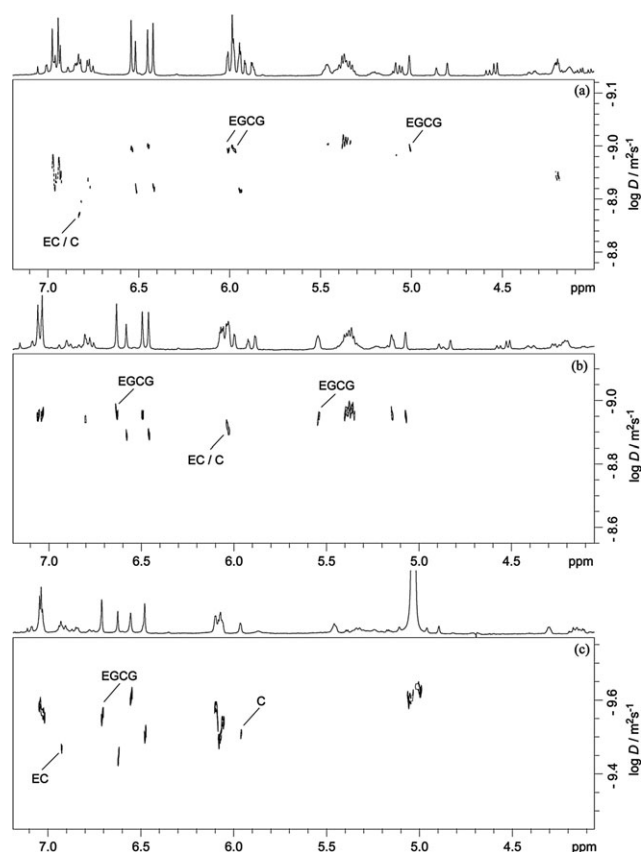 (a)
EGCG
EGCG
EC / C
- 9.1
- 9.0
- 8.9
- 8.8
log D / m²s⁻¹
7.0 6.5 6.0 5.5 5.0 4.5 ppm
(b)
EGCG
EGCG
EC / C
- 9.0
- 8.8
- 8.6
log D / m²s⁻¹
7.0 6.5 6.0 5.5 5.0 4.5 ppm
(c)
EGCG
C
EC
- 9.6
- 9.4
log D / m²s⁻¹
7.0 6.5 6.0 5.5 5.0 4.5 ppm